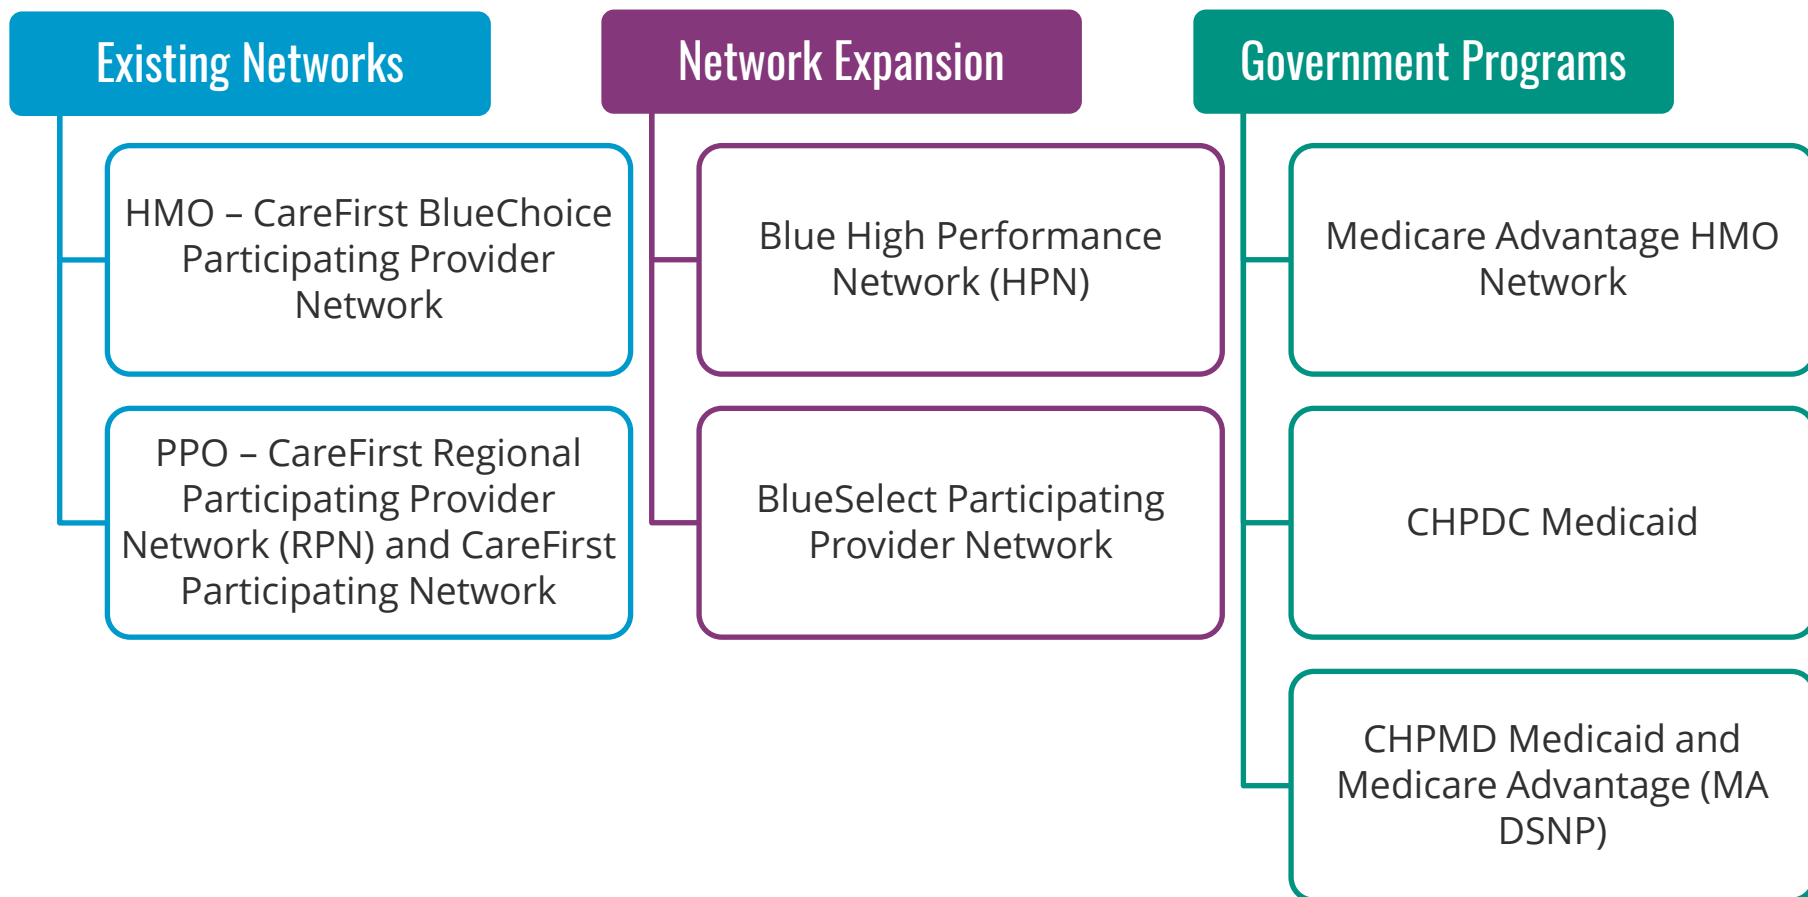 Existing Networks
HMO – CareFirst BlueChoice
Participating Provider
Network
PPO – CareFirst Regional
Participating Provider
Network (RPN) and CareFirst
Participating Network
Network Expansion
Blue High Performance
Network (HPN)
BlueSelect Participating
Provider Network
Government Programs
Medicare Advantage HMO
Network
CHPDC Medicaid
CHPMD Medicaid and
Medicare Advantage (MA
DSNP)